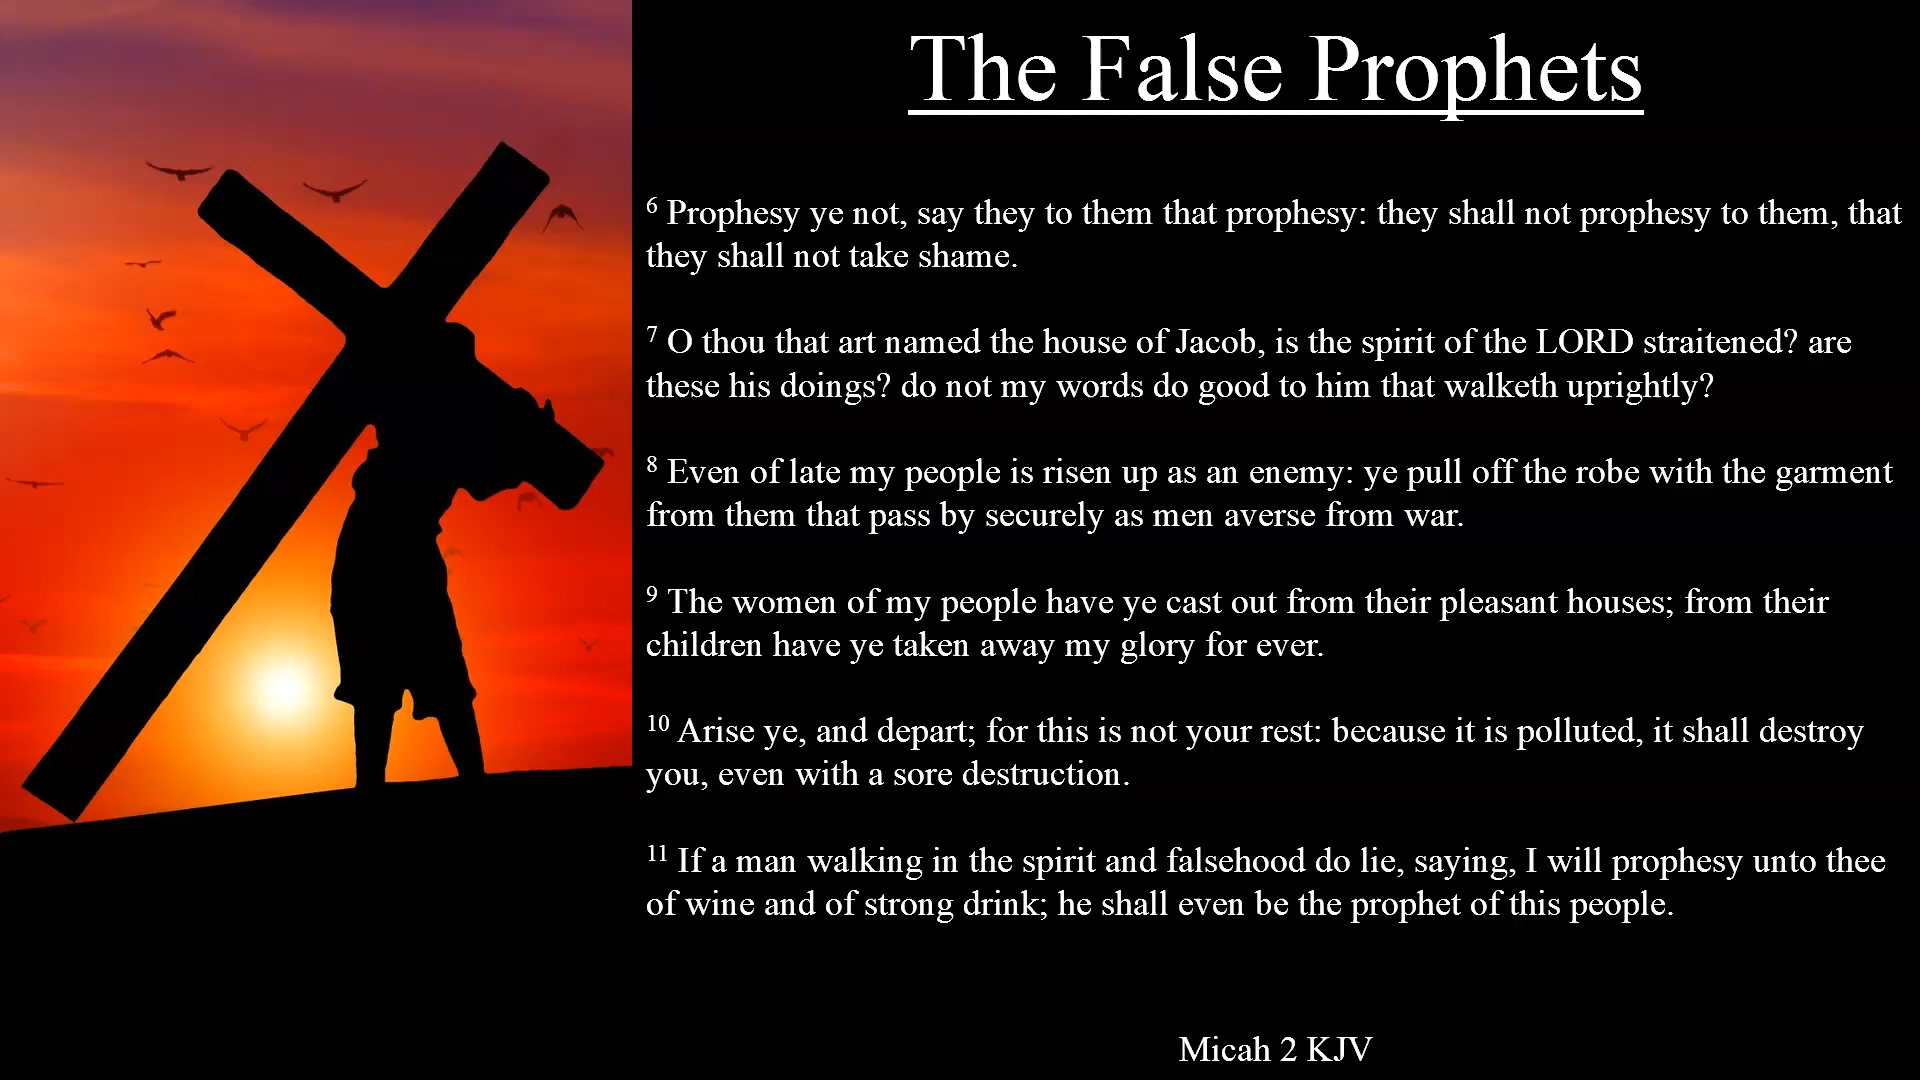 The False Prophets
6 Prophesy ye not, say they to them that prophesy: they shall not prophesy to them, that
they shall not take shame.
7 O thou that art named the house of Jacob, is the spirit of the LORD straitened? are
these his doings? do not my words do good to him that walketh uprightly?
8 Even of late my people is risen up as an enemy: ye pull off the robe with the garment
from them that pass by securely as men averse from war.
9 The women of my people have ye cast out from their pleasant houses; from their
children have ye taken away my glory for ever.
10 Arise ye, and depart; for this is not your rest: because it is polluted, it shall destroy
you, even with a sore destruction.
11 If a man walking in the spirit and falsehood do lie, saying, I will prophesy unto thee
of wine and of strong drink; he shall even be the prophet of this people.
Micah 2 KJV